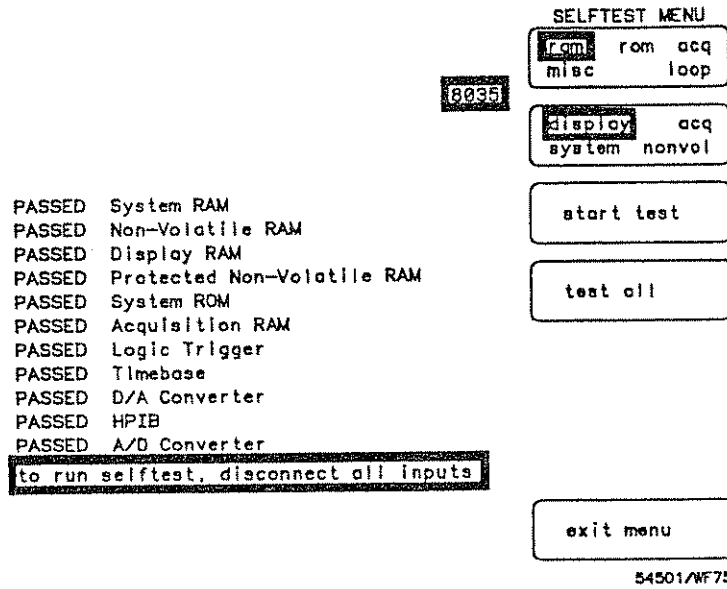 SELFTEST MENU
ram rom acq
misc loop
8035
display acq
system nonvol
PASSED System RAM
PASSED Non-Volatile RAM
PASSED Display RAM
PASSED Protected Non-Volatile RAM
PASSED System ROM
PASSED Acquisition RAM
PASSED Logic Trigger
PASSED Timebase
PASSED D/A Converter
PASSED HPIB
PASSED A/D Converter
to run selftest, disconnect all inputs
start test
test all
exit menu
54501/WF75